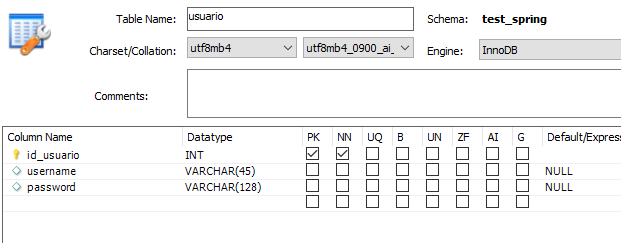 Table Name: usuario Schema: test_spring
Charset/Collation: utf8mb4 utf8mb4_0900_ai_ Engine: InnoDB
Comments:
Column Name Datatype PK NN UQ B UN ZF AI G Default/Express
id_usuario INT
username VARCHAR(45) NULL
password VARCHAR(128) NULL